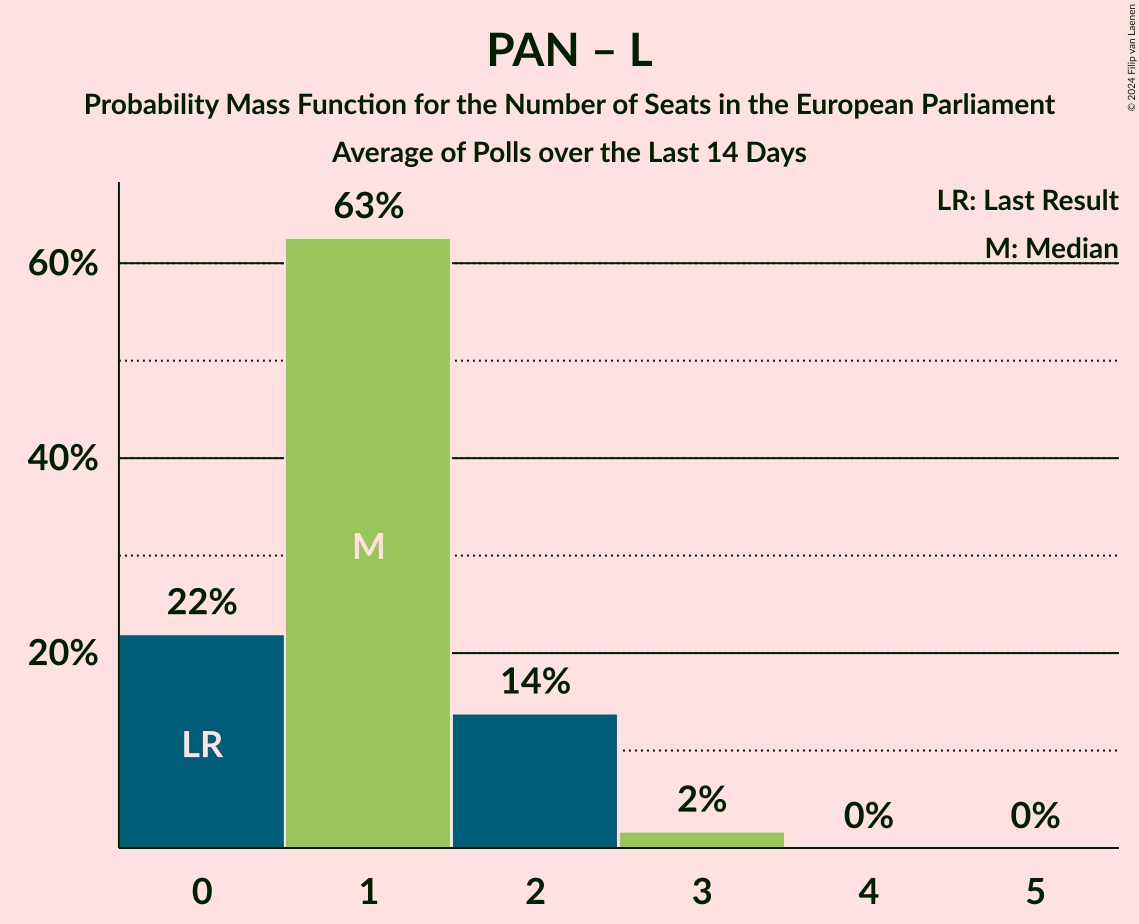 PAN – L
Probability Mass Function for the Number of Seats in the European Parliament
Average of Polls over the Last 14 Days
© 2024 Filip van Laenen
LR: Last Result
M: Median
63%
60%
40%
M
22%
20%
14%
LR
2%
0%
0%
0
1
2
3
4
5